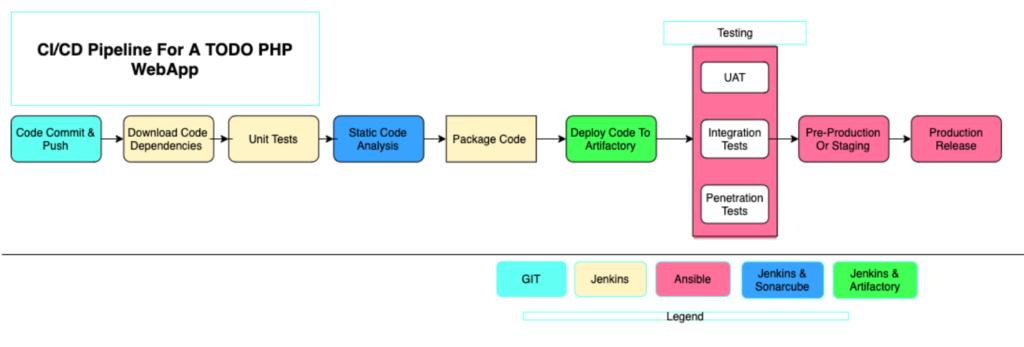 CI/CD Pipeline For A TODO PHP
WebApp
Testing
UAT
Code Commit &
Push
Download Code
Dependencies
Unit Tests
Static Code
Analysis
Package Code
Deploy Code To
Artifactory
Integration
Tests
Pre-Production
Or Staging
Production
Release
Penetration
Tests
GIT
Jenkins
Ansible
Jenkins &
Sonarcube
Jenkins &
Artifactory
Legend